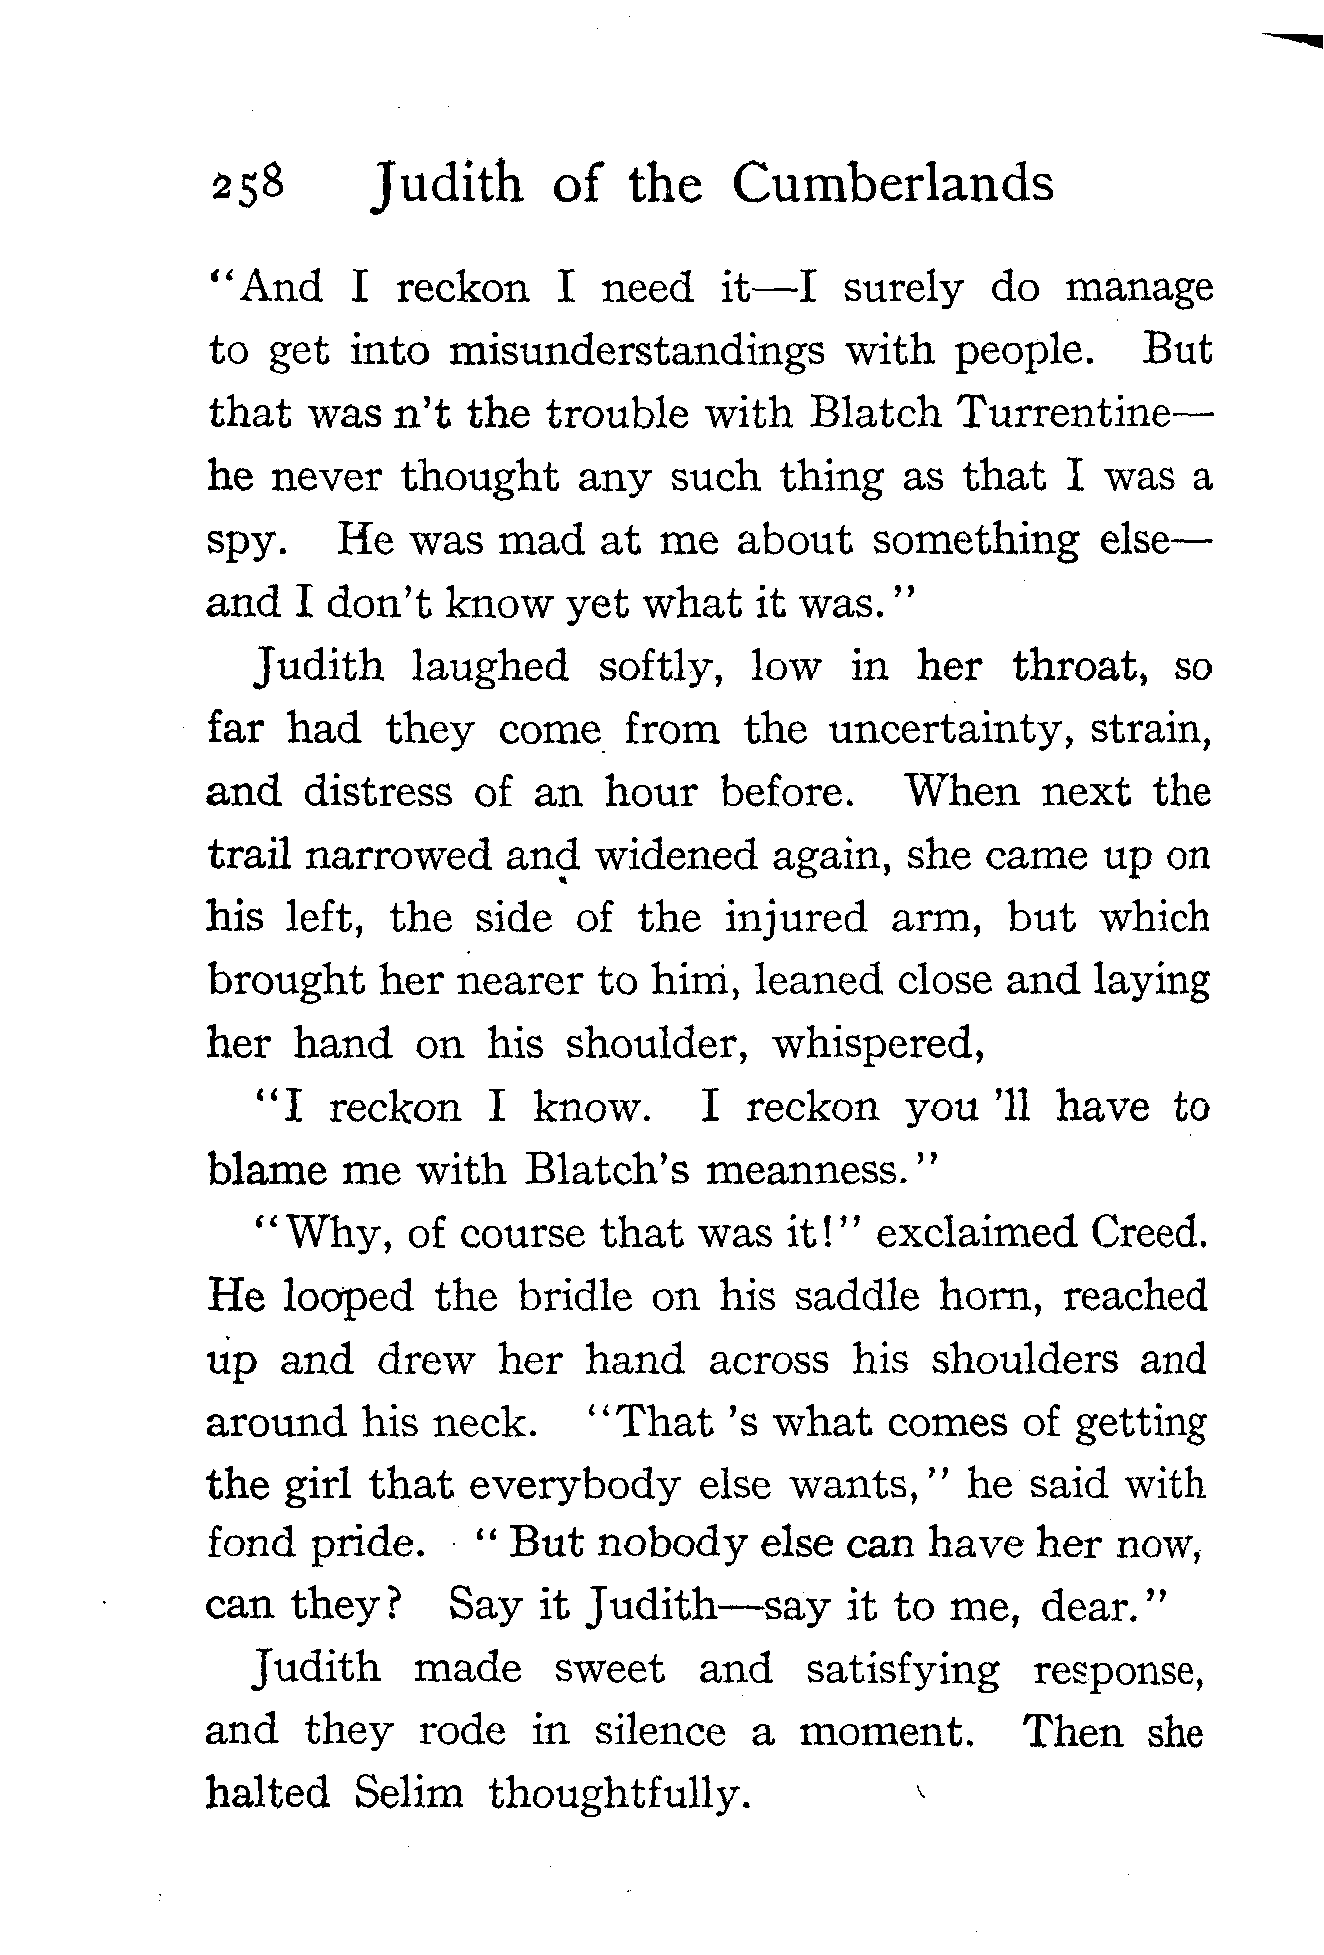 258 Judith of the Cumberlands
“And I reckon I need it—I surely do manage
to get into misunderstandings with people. But
that was n't the trouble with Blatch Turrentine—
he never thought any such thing as that I was a
spy. He was mad at me about something else—
and I don't know yet what it was.”
Judith laughed softly, low in her throat, so
far had they come from the uncertainty, strain,
and distress of an hour before. When next the
trail narrowed and widened again, she came up on
his left, the side of the injured arm, but which
brought her nearer to him, leaned close and laying
her hand on his shoulder, whispered,
“I reckon I know. I reckon you 'll have to
blame me with Blatch's meanness.”
“Why, of course that was it!” exclaimed Creed.
He looped the bridle on his saddle horn, reached
up and drew her hand across his shoulders and
around his neck. “That 's what comes of getting
the girl that everybody else wants,” he said with
fond pride. “But nobody else can have her now,
can they? Say it Judith—say it to me, dear.”
Judith made sweet and satisfying response,
and they rode in silence a moment. Then she
halted Selim thoughtfully.